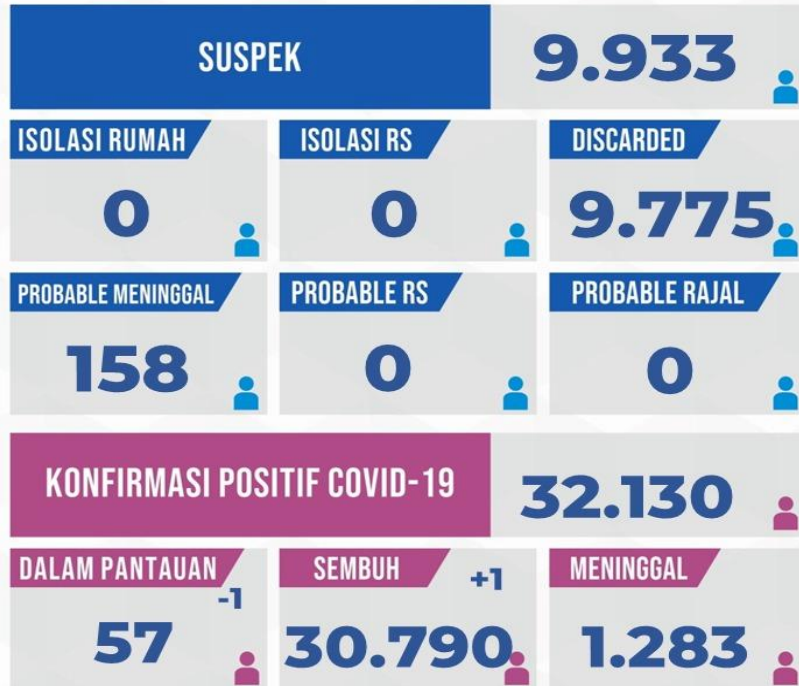 SUSPEK 9.933
ISOLASI RUMAH
0
ISOLASI RS
0
DISCARDED
9.775
PROBABLE MENINGGAL
158
PROBABLE RS
0
PROBABLE RAJAL
0
KONFIRMASI POSITIF COVID-19 32.130
DALAM PANTAUAN
-1
57
SEMBUH
+1
30.790
MENINGGAL
1.283